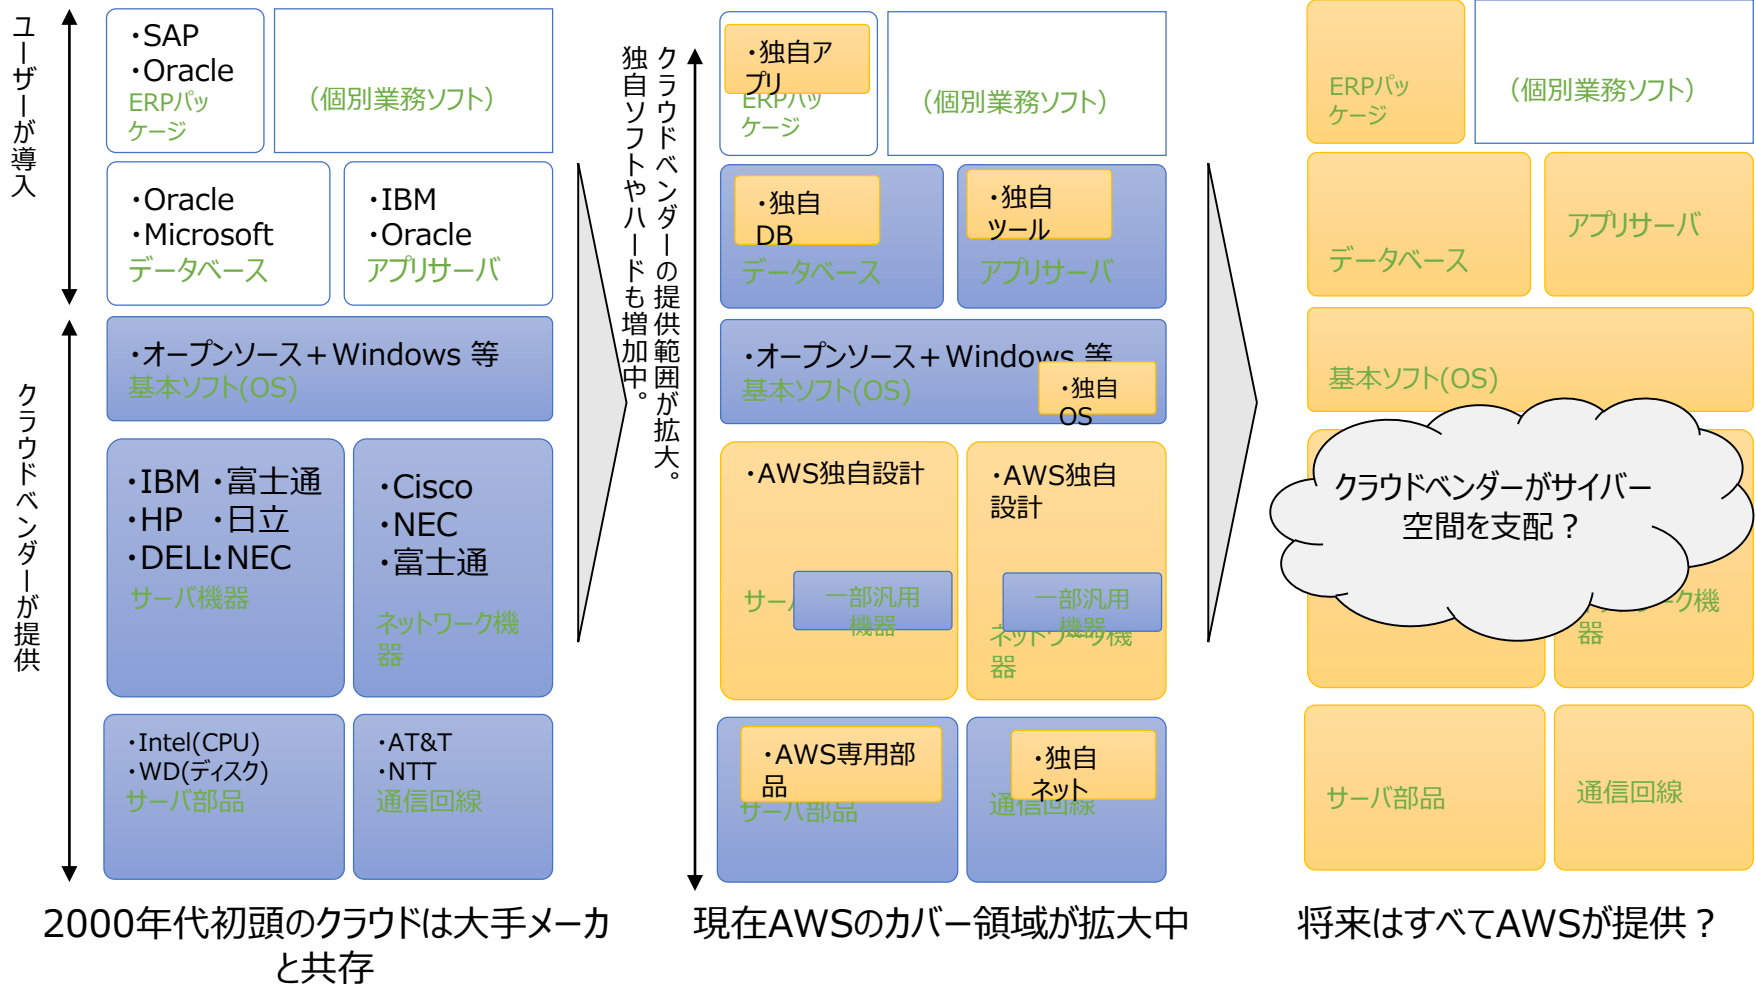 ユーザーが導入
クラウドベンダーが提供
・SAP
・Oracle
ERPパッ
ケージ
（個別業務ソフト）
・Oracle
・Microsoft
データベース
・IBM
・Oracle
アプリサーバ
・オープンソース＋Windows 等
基本ソフト(OS)
・IBM ・富士通
・HP ・日立
・DELL・NEC
サーバ機器
・Cisco
・NEC
・富士通
ネットワーク機
器
・Intel(CPU)
・WD(ディスク)
サーバ部品
・AT&T
・NTT
通信回線
2000年代初頭のクラウドは大手メーカ
と共存
クラウドベンダーの提供範囲が拡大。
独自ソフトやハードも増加中。
・独自ア
プリ
ERPパッ
ケージ
（個別業務ソフト）
・独自
DB
データベース
・独自
ツール
アプリサーバ
・オープンソース＋Windows 等
基本ソフト(OS)
・独自
OS
・AWS独自設計
サー
一部汎用
機器
・AWS独自
設計
一部汎用
機器
ネットワーク機
器
・AWS専用部
品
サーバ部品
・独自
ネット
通信回線
現在AWSのカバー領域が拡大中
ERPパッ
ケージ
（個別業務ソフト）
データベース
アプリサーバ
基本ソフト(OS)
クラウドベンダーがサイバー
空間を支配？
ーク機
器
サーバ部品
通信回線
将来はすべてAWSが提供？